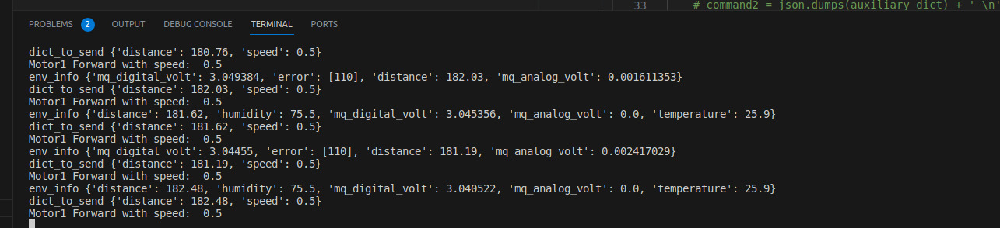 33 # command2 = json.dumps(auxiliary_dict) + ' \n'
PROBLEMS 2 OUTPUT DEBUG CONSOLE TERMINAL PORTS
dict_to_send {'distance': 180.76, 'speed': 0.5}
Motor1 Forward with speed:  0.5
env_info {'mq_digital_volt': 3.049384, 'error': [110], 'distance': 182.03, 'mq_analog_volt': 0.001611353}
dict_to_send {'distance': 182.03, 'speed': 0.5}
Motor1 Forward with speed:  0.5
env_info {'distance': 181.62, 'humidity': 75.5, 'mq_digital_volt': 3.045356, 'mq_analog_volt': 0.0, 'temperature': 25.9}
dict_to_send {'distance': 181.62, 'speed': 0.5}
Motor1 Forward with speed:  0.5
env_info {'mq_digital_volt': 3.04455, 'error': [110], 'distance': 181.19, 'mq_analog_volt': 0.002417029}
dict_to_send {'distance': 181.19, 'speed': 0.5}
Motor1 Forward with speed:  0.5
env_info {'distance': 182.48, 'humidity': 75.5, 'mq_digital_volt': 3.040522, 'mq_analog_volt': 0.0, 'temperature': 25.9}
dict_to_send {'distance': 182.48, 'speed': 0.5}
Motor1 Forward with speed:  0.5